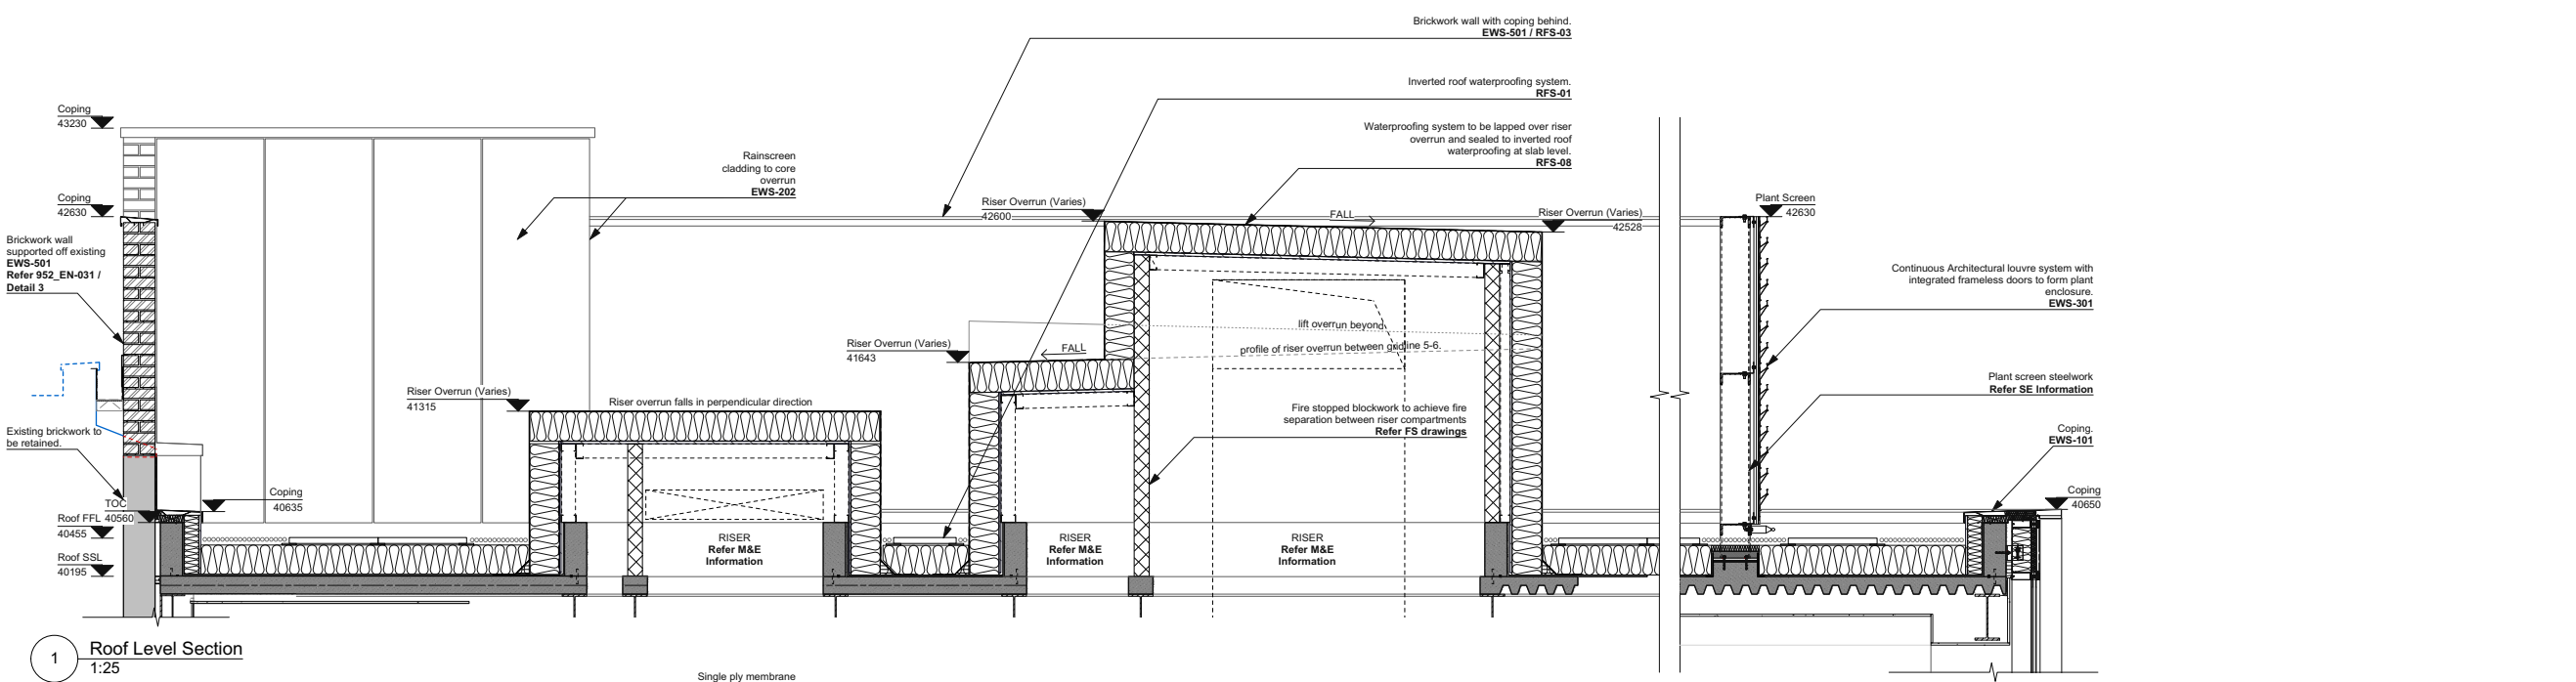 Brickwork wall with coping behind.
EWS-501 / RFS-03
Inverted roof waterproofing system.
RFS-01
Waterproofing system to be lapped over riser
overrun and sealed to inverted roof
waterproofing at slab level.
RFS-08
Coping
43230
Rainscreen
cladding to core
overrun
EWS-202
Coping
42630
Riser Overrun (Varies)
42600
FALL
Riser Overrun (Varies)
42528
Plant Screen
42630
Brickwork wall
supported off existing
EWS-501
Refer 952_EN-031 /
Detail 3
Continuous Architectural louvre system with
integrated frameless doors to form plant
enclosure.
EWS-301
lift overrun beyond
profile of riser overrun between gridline 5-6.
Riser Overrun (Varies)
41643
FALL
Plant screen steelwork
Refer SE Information
Riser Overrun (Varies)
41315
Riser overrun falls in perpendicular direction
Fire stopped blockwork to achieve fire
separation between riser compartments
Refer FS drawings
Existing brickwork to
be retained.
Coping.
EWS-101
Coping
40635
Coping
40650
TOC
40560
Roof FFL
40455
Roof SSL
40195
RISER
Refer M&E
Information
RISER
Refer M&E
Information
RISER
Refer M&E
Information
1
Roof Level Section
1:25
Single ply membrane